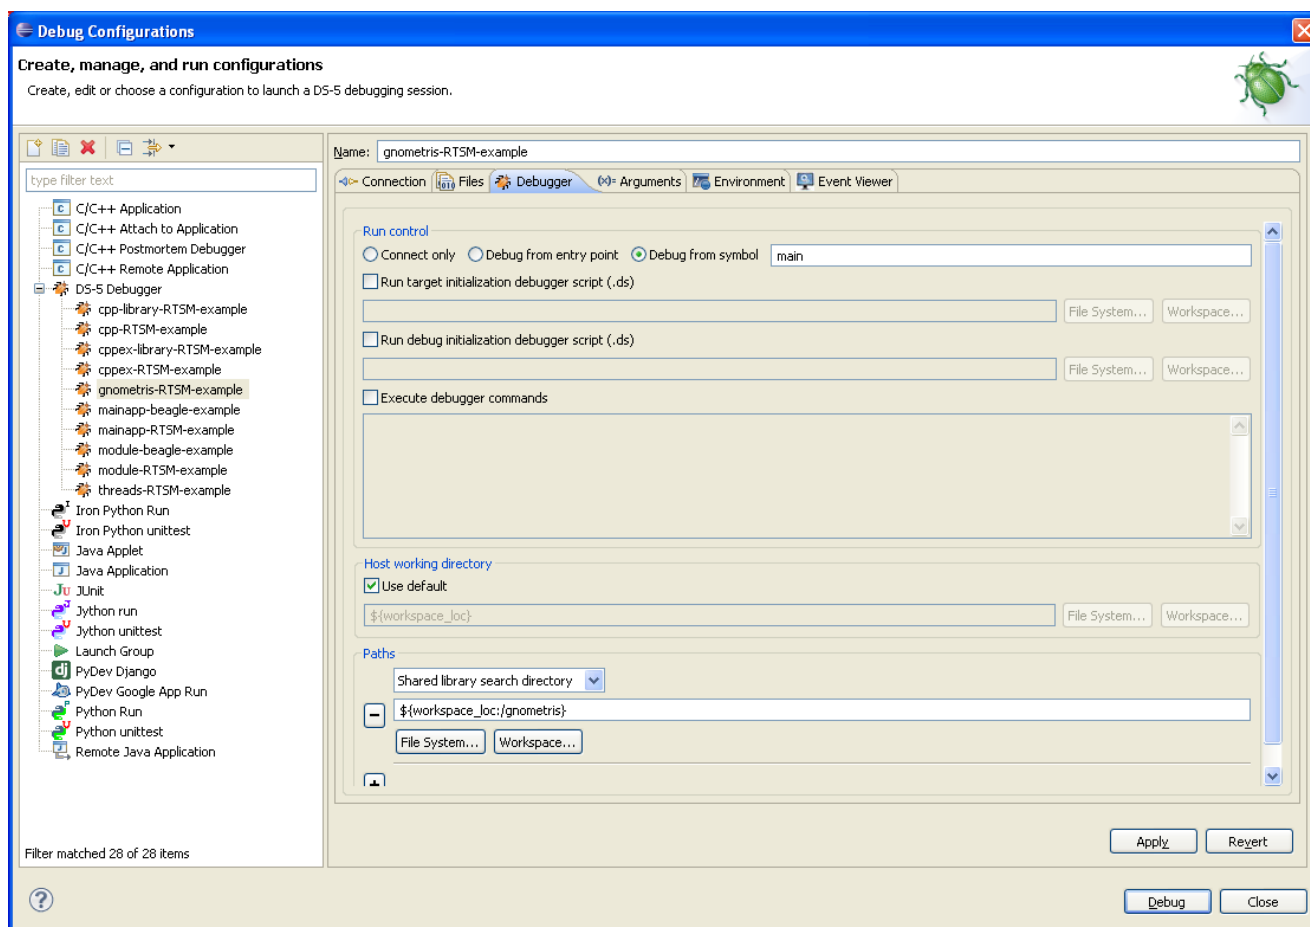 Debug Configurations
Create, manage, and run configurations
Create, edit or choose a configuration to launch a DS-5 debugging session.
type filter text
C/C++ Application
C/C++ Attach to Application
C/C++ Postmortem Debugger
C/C++ Remote Application
DS-5 Debugger
cpp-library-RTSM-example
cpp-RTSM-example
cppex-library-RTSM-example
cppex-RTSM-example
gnometris-RTSM-example
mainapp-beagle-example
mainapp-RTSM-example
module-beagle-example
module-RTSM-example
threads-RTSM-example
Iron Python Run
Iron Python unittest
Java Applet
Java Application
JUnit
Jython run
Jython unittest
Launch Group
PyDev Django
PyDev Google App Run
Python Run
Python unittest
Remote Java Application
Filter matched 28 of 28 items
Name: gnometris-RTSM-example
Connection Files Debugger (x)= Arguments Environment Event Viewer
Run control
Connect only Debug from entry point Debug from symbol main
Run target initialization debugger script (.ds)
File System... Workspace...
Run debug initialization debugger script (.ds)
File System... Workspace...
Execute debugger commands
Host working directory
Use default
${workspace_loc} File System... Workspace...
Paths
Shared library search directory
${workspace_loc:/gnometris}
File System... Workspace...
Apply Revert
Debug Close